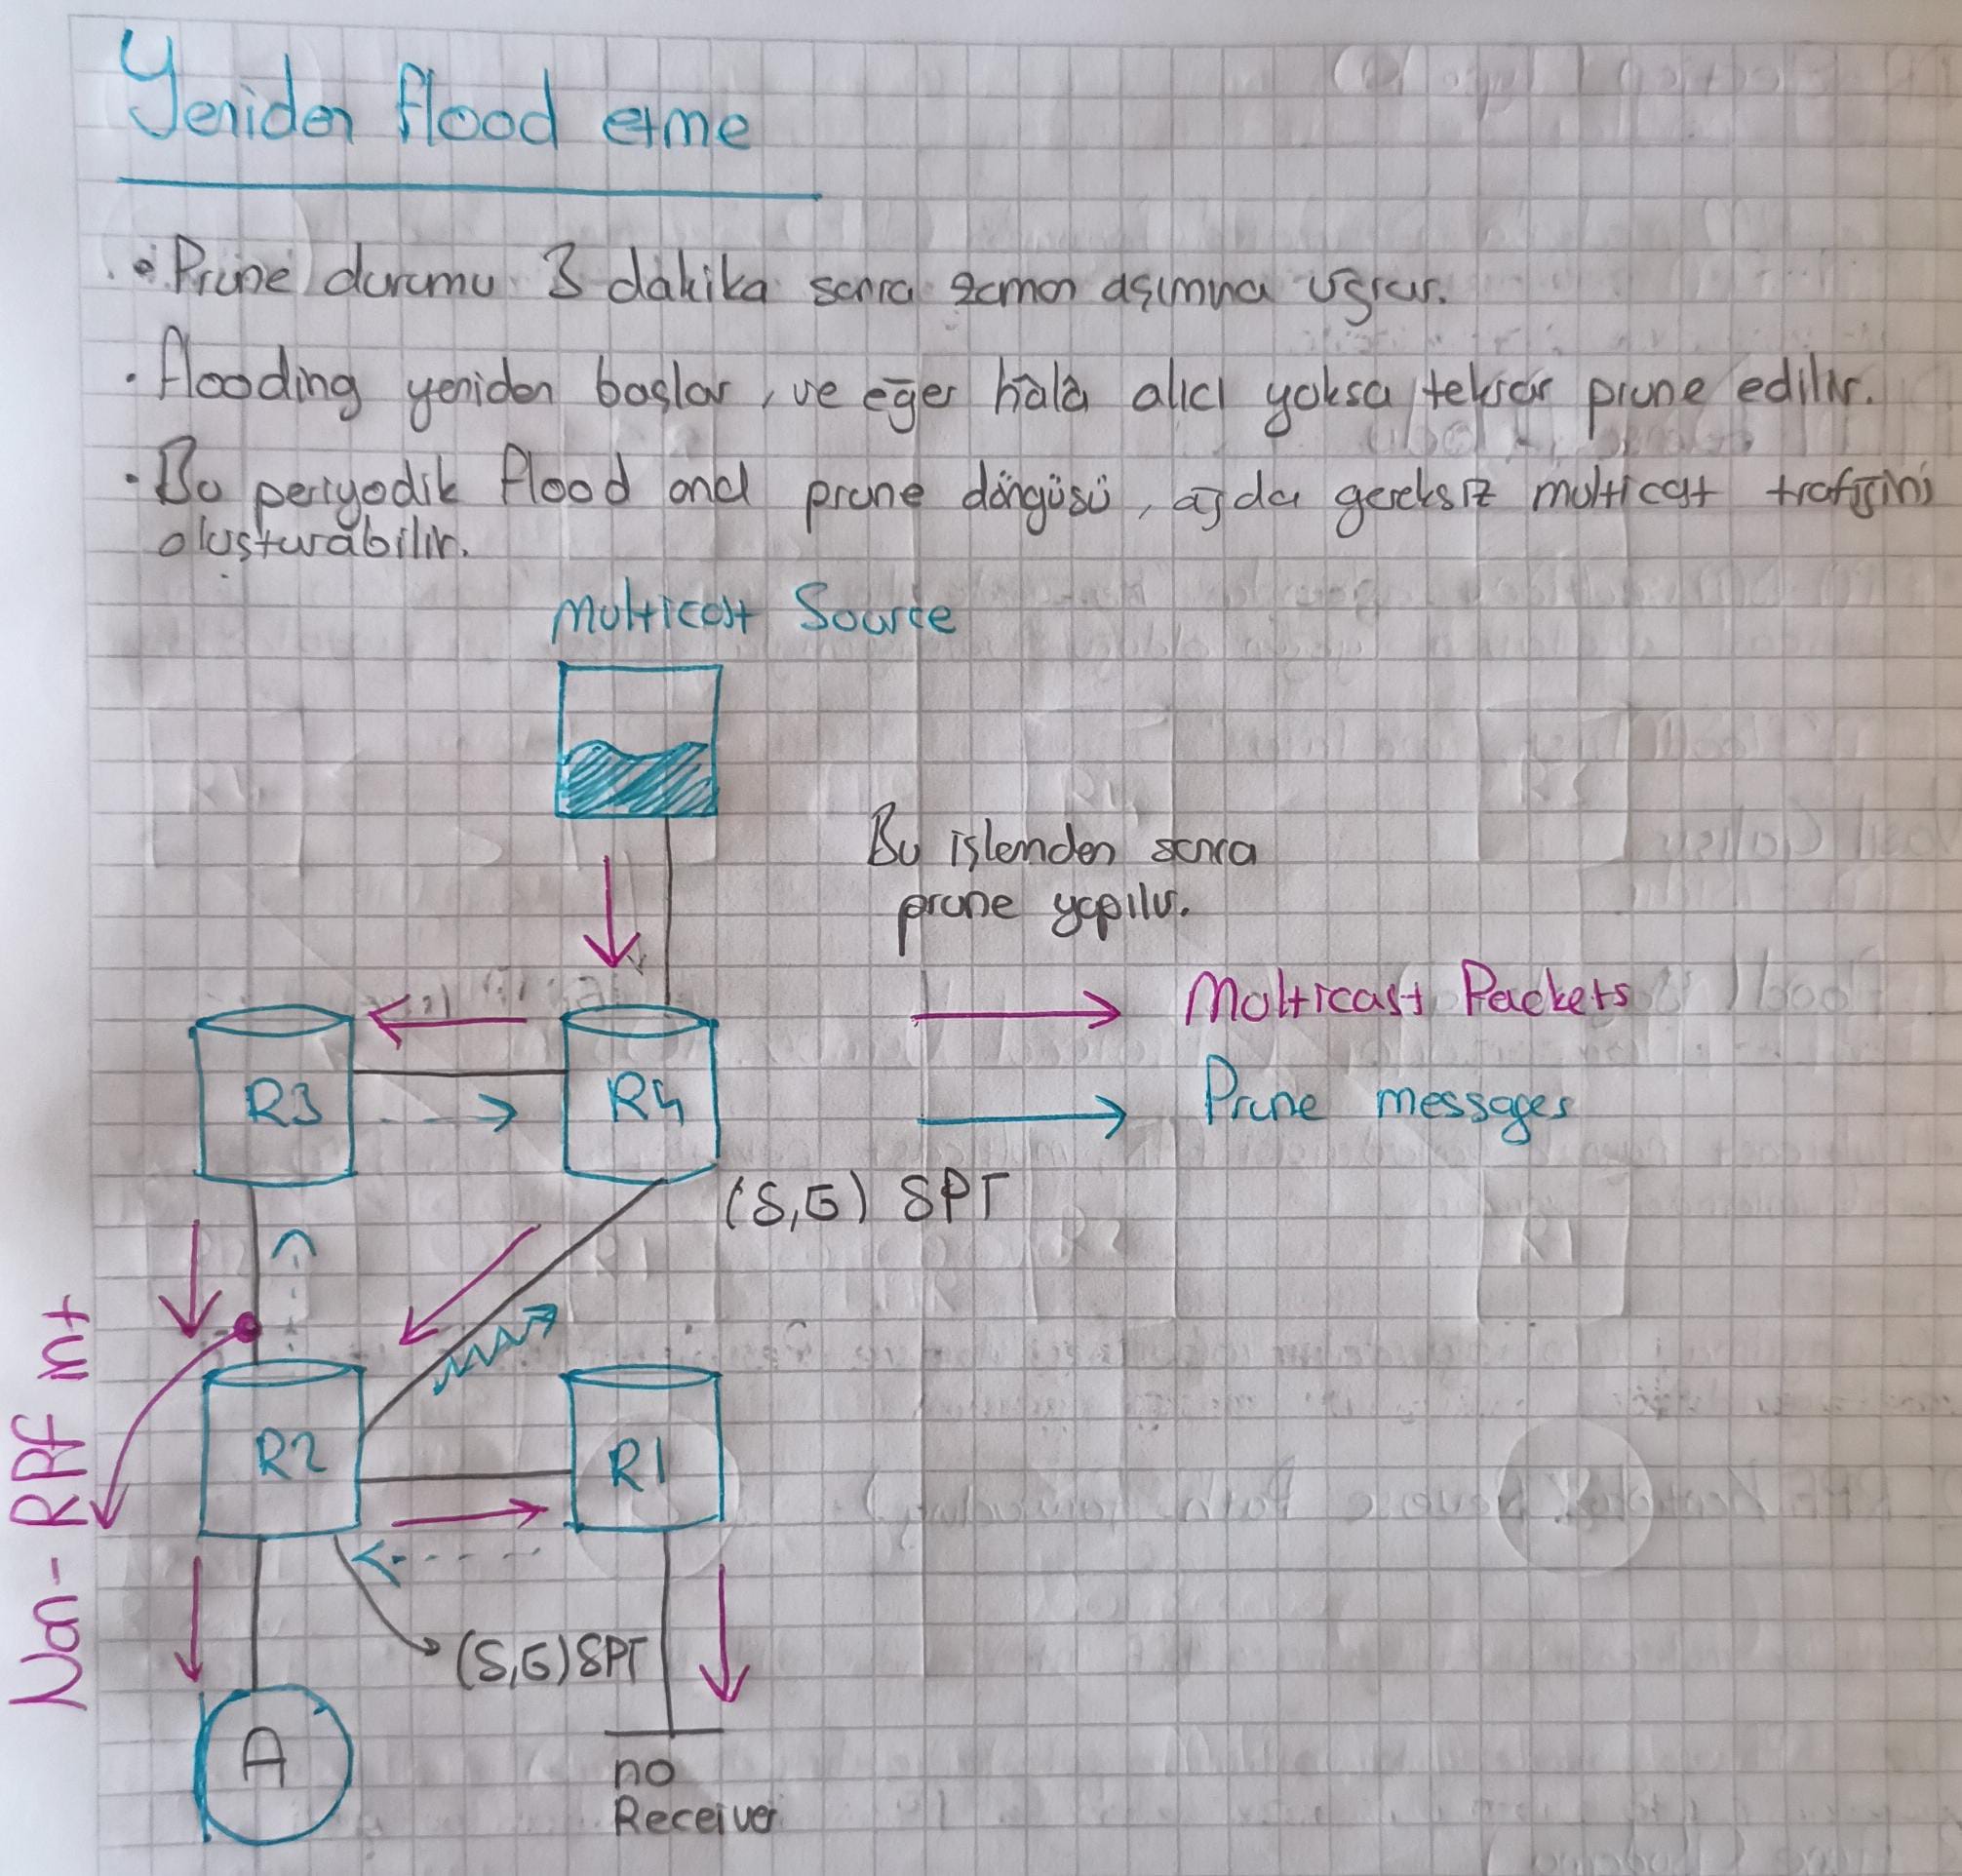 Yeniden flood etme
• Prune durumu 3 dakika sonra zaman aşımına uğrar.
• flooding yeniden başlar, ve eğer hâlâ alıcı yoksa tekrar prune edilir.
• Bu periyodik flood and prune döngüsü, ağda gereksiz multicast trafiğini
oluşturabilir.
Multicast Source
Bu işlemden sonra
prune yapılır.
Multicast Packets
R3
R4
Prune messages
(S,G) SPT
Non-RPF int
R2
R1
(S,G) SPT
A
no
Receiver